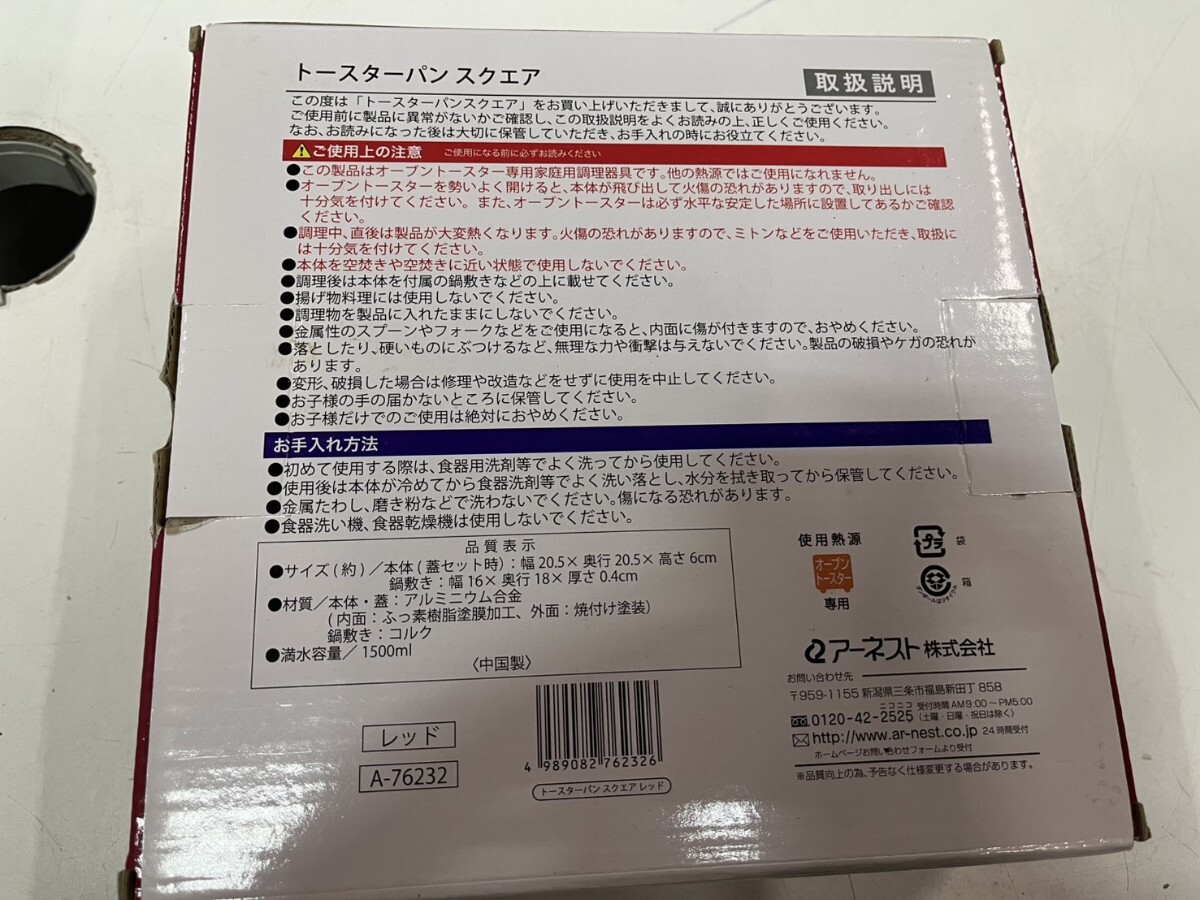 トースターパン スクエア
取扱説明
この度は「トースターパンスクエア」をお買い上げいただきまして、誠にありがとうございます。
ご使用前に製品に異常がないかご確認し、この取扱説明をよくお読みの上、正しくご使用ください。
なお、お読みになった後は大切に保管していただき、お手入れの時にお役立てください。
ご使用上の注意 ご使用になる前に必ずお読みください
●この製品はオーブントースター専用家庭用調理器具です。他の熱源ではご使用になれません。
●オーブントースターを勢いよく開けると、本体が飛び出して火傷の恐れがありますので、取り出しには
十分気を付けてください。また、オーブントースターは必ず水平な安定した場所に設置してあるかご確認
ください。
●調理中、直後は製品が大変熱くなります。火傷の恐れがありますので、ミトンなどをご使用いただき、取扱に
は十分気を付けてください。
●本体を空焚きや空焚きに近い状態で使用しないでください。
●調理後は本体を付属の鍋敷きなどの上に載せてください。
●揚げ物料理には使用しないでください。
●調理物を製品に入れたままにしないでください。
●金属性のスプーンやフォークなどをご使用になると、内面に傷が付きますので、おやめください。
●落としたり、硬いものにぶつけるなど、無理な力や衝撃は与えないでください。製品の破損やケガの恐れが
あります。
●変形、破損した場合は修理や改造などをせずに使用を中止してください。
●お子様の手の届かないところに保管してください。
●お子様だけでのご使用は絶対におやめください。
お手入れ方法
●初めて使用する際は、食器用洗剤等でよく洗ってから使用してください。
●使用後は本体が冷めてから食器洗剤等でよく洗い落とし、水分を拭き取ってから保管してください。
●金属たわし、磨き粉などで洗わないでください。傷になる恐れがあります。
●食器洗い機、食器乾燥機は使用しないでください。
品質表示
●サイズ(約)/本体(蓋セット時):幅20.5×奥行20.5×高さ6cm
鍋敷き:幅16×奥行18×厚さ0.4cm
●材質/本体・蓋:アルミニウム合金
(内面:ふっ素樹脂塗膜加工、外面:焼付け塗装)
鍋敷き:コルク
●満水容量/1500ml
〈中国製〉
使用熱源
オーブン
トースター
専用
プラ 袋
ダンボールはリサイクル 箱
アーネスト株式会社
お問い合わせ先
〒959-1155 新潟県三条市福島新田丁858
ニコニコ
0120-42-2525 受付時間AM9:00～PM5:00
(土曜・日曜・祝日は除く)
http://www.ar-nest.co.jp 24時間受付
ホームページお問い合わせフォームより受付
※品質向上の為、予告なく仕様変更する場合があります。
レッド
A-76232
4 989082 762326
トースターパン スクエア レッド